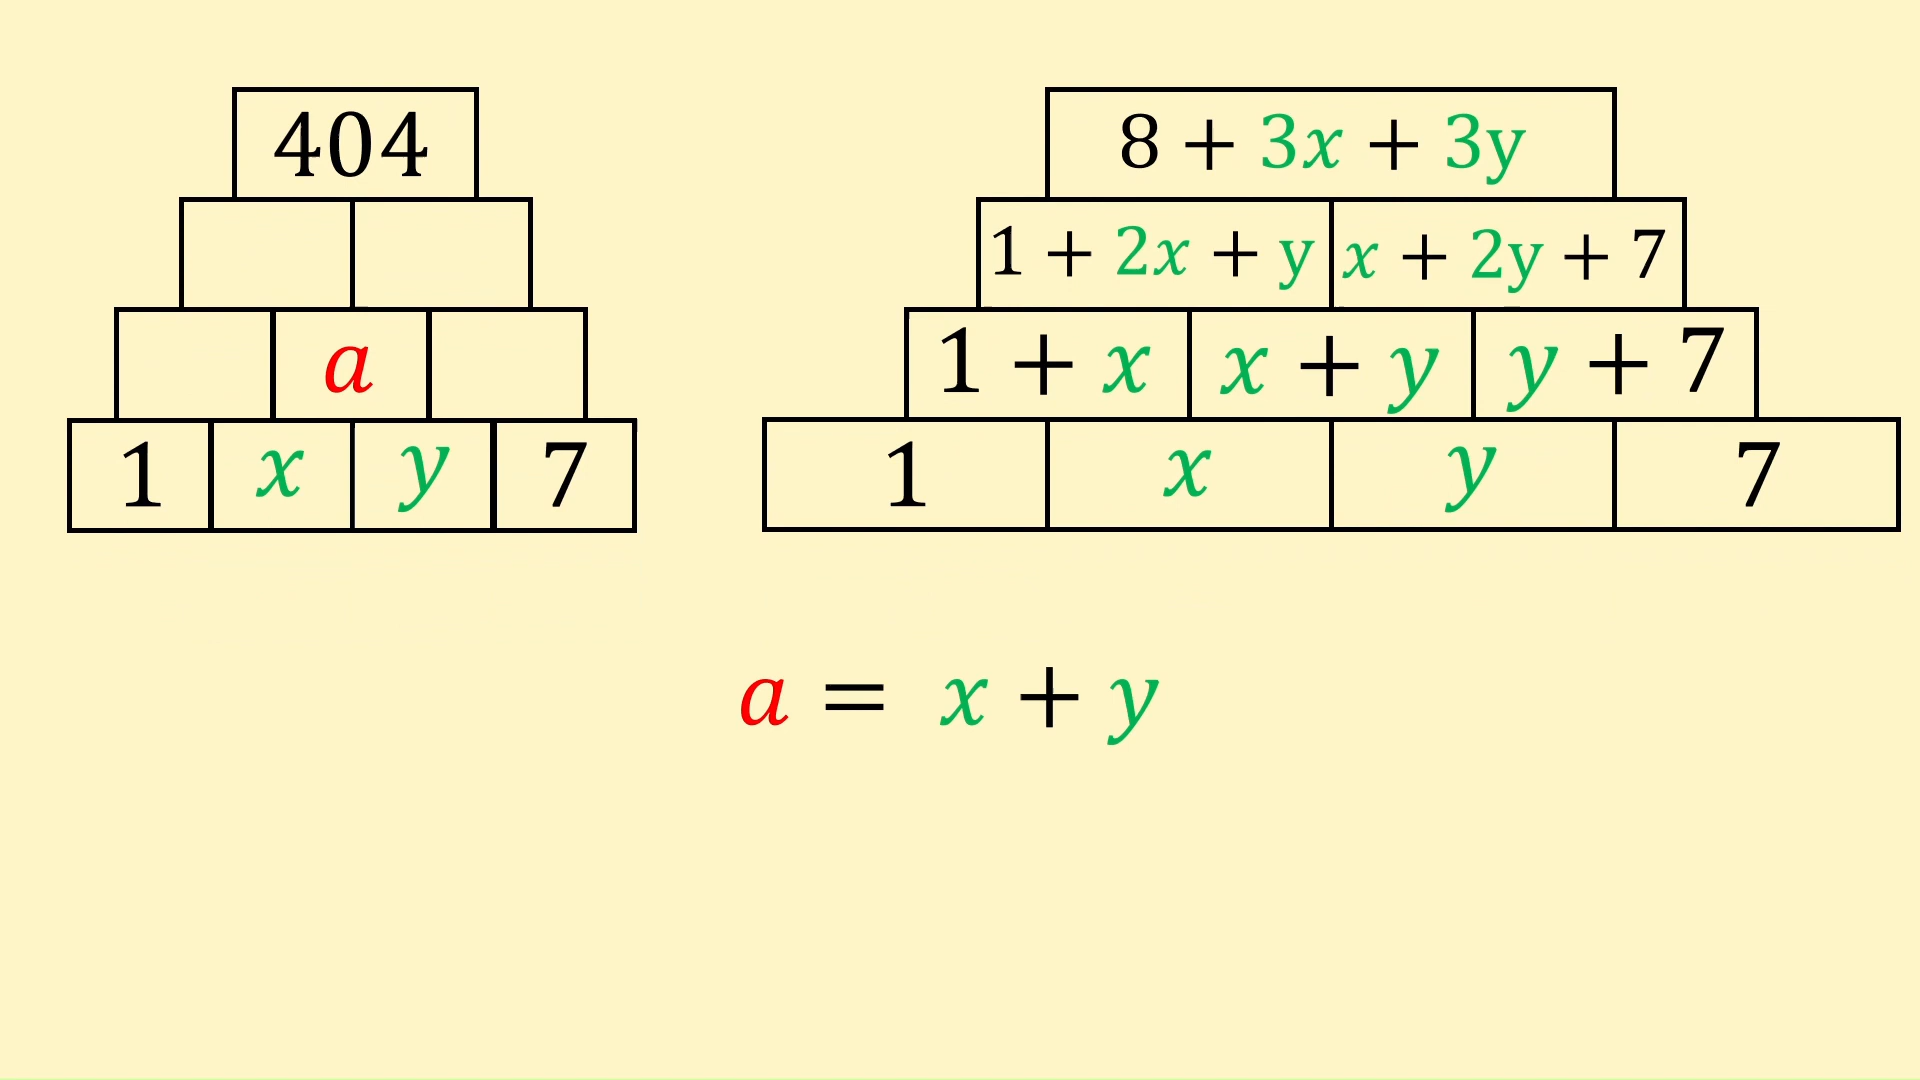 404
a
1 x y 7
8 + 3x + 3y
1 + 2x + y x + 2y + 7
1 + x x + y y + 7
1 x y 7
a = x + y